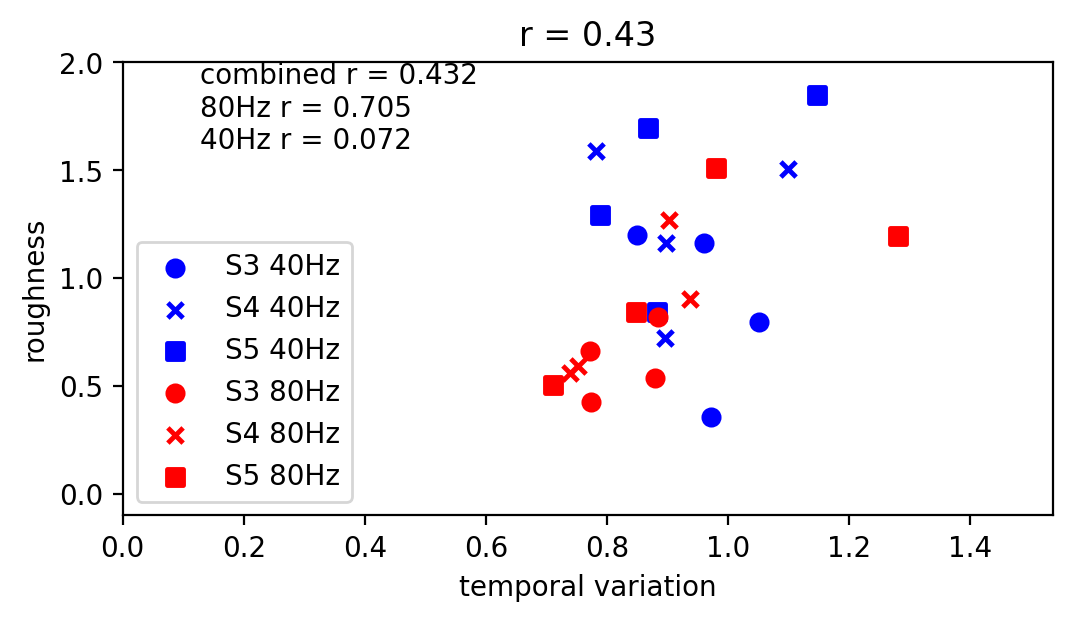 r = 0.43
combined r = 0.432
80Hz r = 0.705
40Hz r = 0.072
2.0
1.5
1.0
0.5
0.0
roughness
S3 40Hz
S4 40Hz
S5 40Hz
S3 80Hz
S4 80Hz
S5 80Hz
0.0 0.2 0.4 0.6 0.8 1.0 1.2 1.4
temporal variation